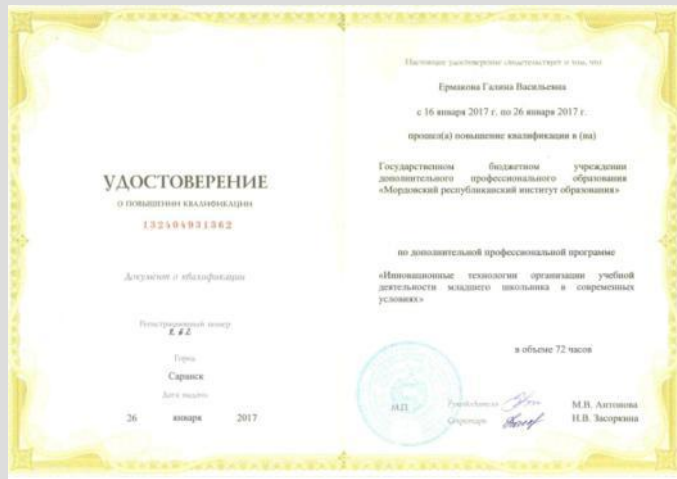 УДОСТОВЕРЕНИЕ
О ПОВЫШЕНИИ КВАЛИФИКАЦИИ
132404931362
Документ о квалификации
Регистрационный номер
Город
Саранск
Дата выдачи
26 января 2017
Настоящее удостоверение свидетельствует о том, что
Ермакова Галина Васильевна
с 16 января 2017 г. по 26 января 2017 г.
прошел(а) повышение квалификации в (на)
Государственном бюджетном учреждении
дополнительного профессионального образования
«Мордовский республиканский институт образования»
по дополнительной профессиональной программе
«Инновационные технологии организации учебной
деятельности младшего школьника в современных
условиях»
в объеме 72 часов
М.П.
Руководитель М.В. Антонова
Секретарь Н.В. Засоркина